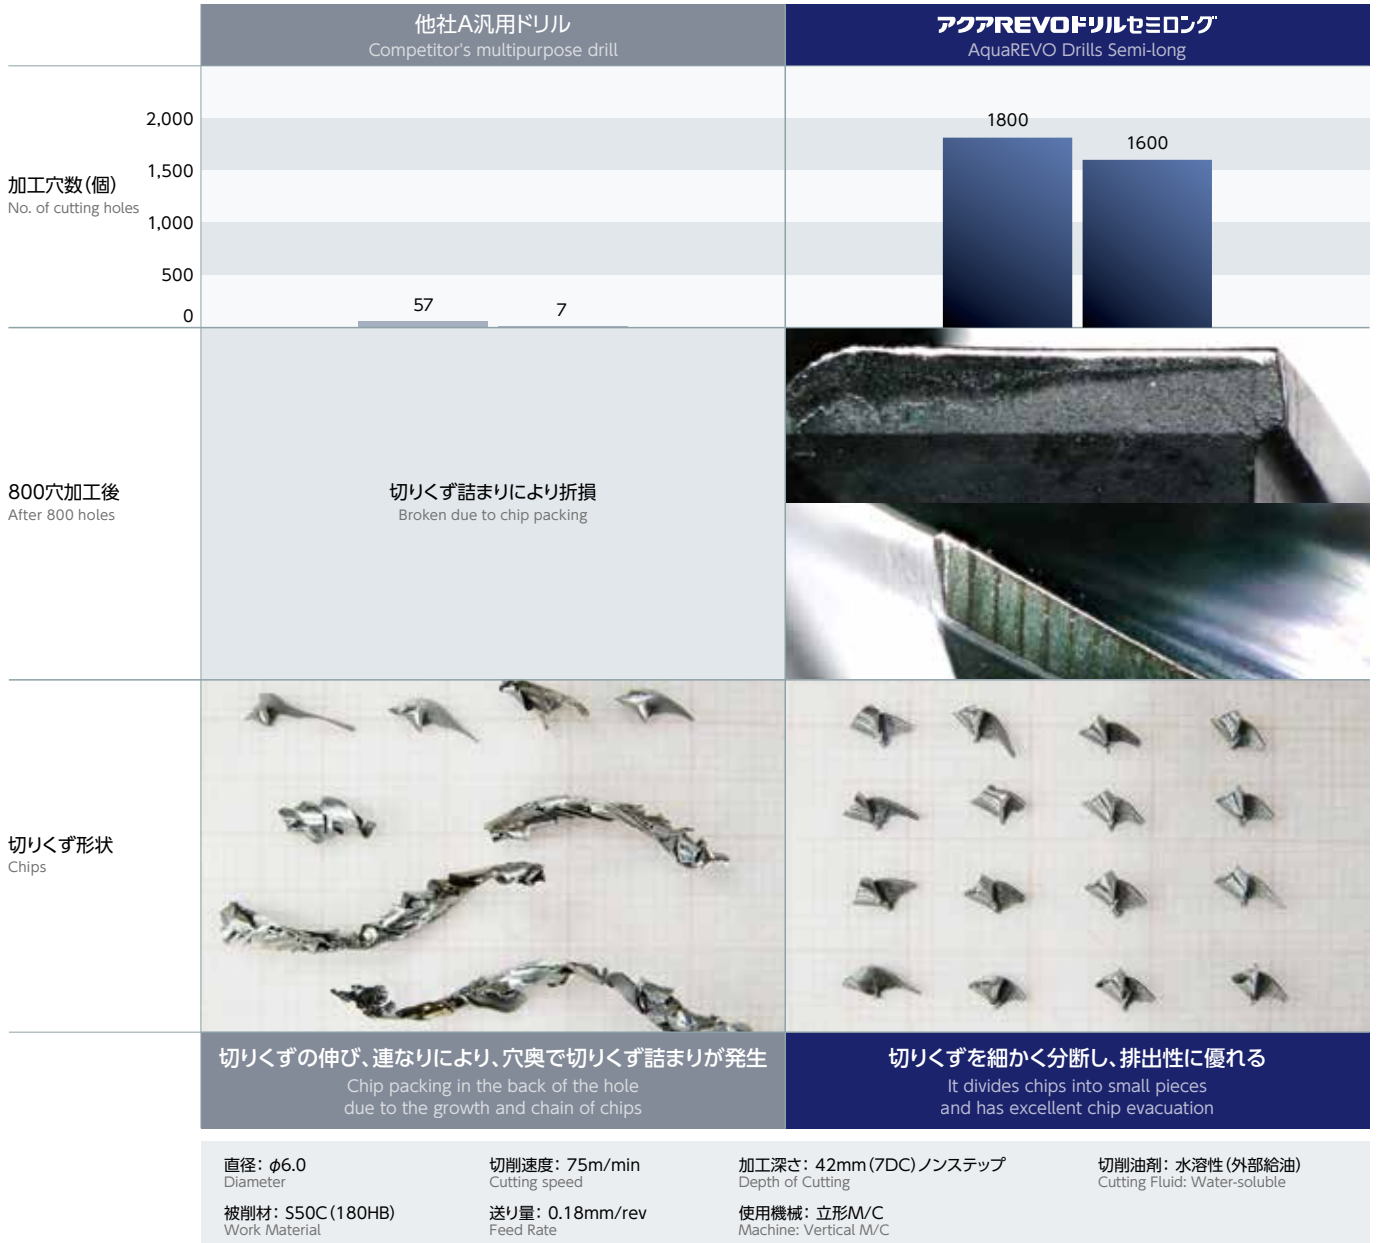 他社A汎用ドリル
Competitor's multipurpose drill
アクアREVOドリルセミロング
AquaREVO Drills Semi-long
加工穴数(個)
No. of cutting holes
2,000
1,500
1,000
500
0
57
7
1800
1600
800穴加工後
After 800 holes
切りくず詰まりにより折損
Broken due to chip packing
切りくず形状
Chips
切りくずの伸び、連なりにより、穴奥で切りくず詰まりが発生
Chip packing in the back of the hole
due to the growth and chain of chips
切りくずを細かく分断し、排出性に優れる
It divides chips into small pieces
and has excellent chip evacuation
直径: φ6.0
Diameter
切削速度: 75m/min
Cutting speed
加工深さ: 42mm(7DC)ノンステップ
Depth of Cutting
切削油剤: 水溶性(外部給油)
Cutting Fluid: Water-soluble
被削材: S50C(180HB)
Work Material
送り量: 0.18mm/rev
Feed Rate
使用機械: 立形M/C
Machine: Vertical M/C